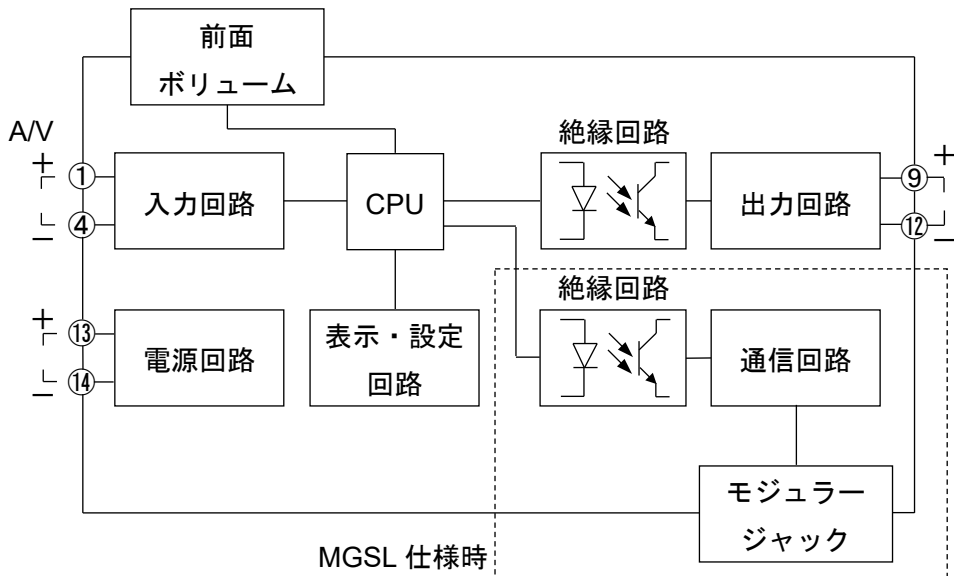 前面
ボリューム
A/V
絶縁回路
+
①
入力回路
CPU
出力回路
⑨
+
④
−
⑫
−
絶縁回路
+
⑬
電源回路
表示・設定
回路
通信回路
⑭
−
モジュラー
ジャック
MGSL 仕様時